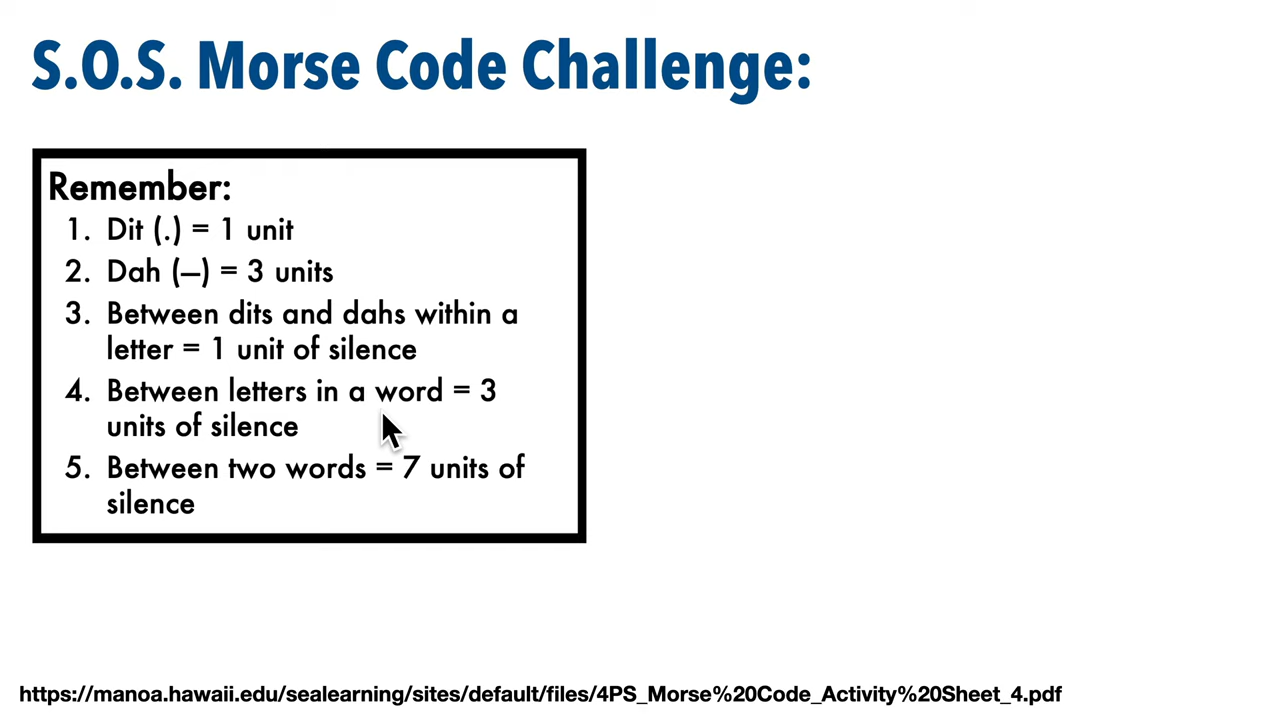 S.O.S. Morse Code Challenge:
Remember:
1. Dit (.) = 1 unit
2. Dah (—) = 3 units
3. Between dits and dahs within a
letter = 1 unit of silence
4. Between letters in a word = 3
units of silence
5. Between two words = 7 units of
silence
https://manoa.hawaii.edu/sealearning/sites/default/files/4PS_Morse%20Code_Activity%20Sheet_4.pdf